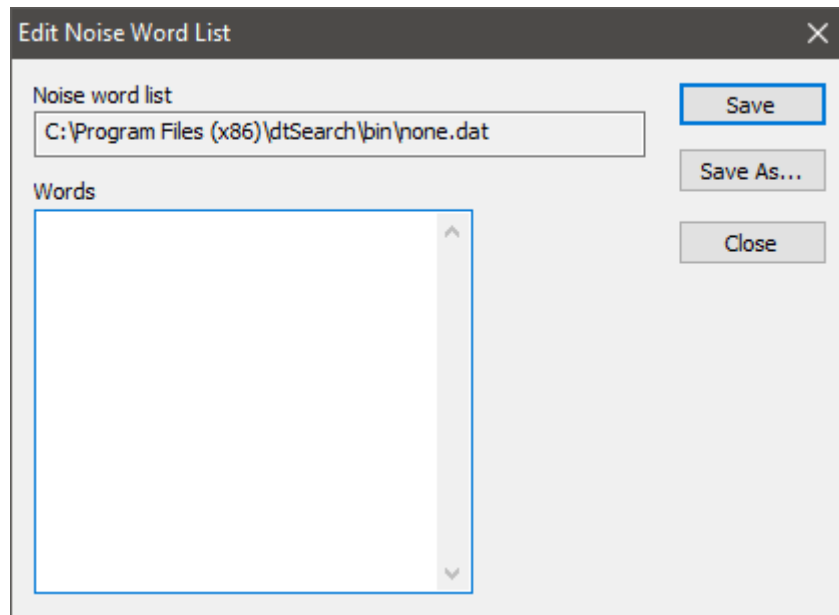 Edit Noise Word List
Noise word list
C:\Program Files (x86)\dtSearch\bin\none.dat
Words
Save
Save As...
Close